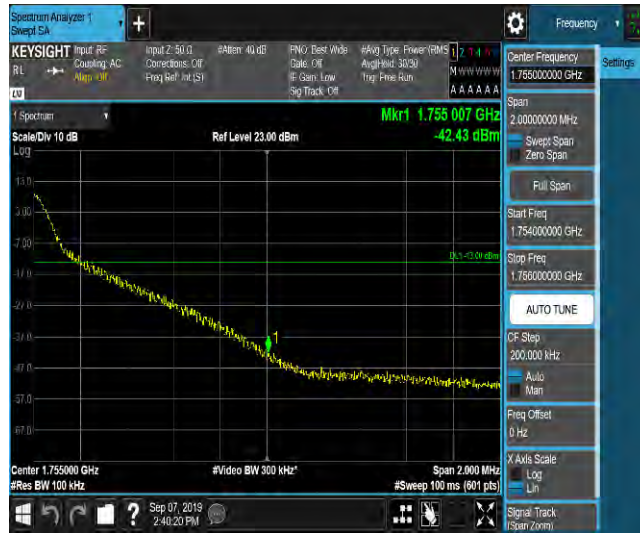 Spectrum Analyzer 1
Swept SA
+
Frequency
KEYSIGHT
Input: RF
Coupling: AC
Align: Off
Input Z: 50 Ω
Corrections: Off
Freq Ref: Int (S)
#Atten: 40 dB
PNO: Best Wide
Gate: Off
IF Gain: Low
Sig Track: Off
#Avg Type: Power (RMS
Avg|Hold: 30/30
Trig: Free Run
M W W W W W
A A A A A A
RL
Center Frequency
1.755000000 GHz
Settings
Span
2.00000000 MHz
Swept Span
Zero Span
Full Span
Start Freq
1.754000000 GHz
Stop Freq
1.756000000 GHz
AUTO TUNE
CF Step
200.000 kHz
Auto
Man
Freq Offset
0 Hz
X Axis Scale
Log
Lin
Signal Track
(Span Zoom)
1 Spectrum
Scale/Div 10 dB
Ref Level 23.00 dBm
Mkr1 1.755 007 GHz
-42.43 dBm
Log
13.0
3.00
-7.00
DL1 -13.00 dBm
-17.0
-27.0
-37.0
1
-47.0
-57.0
-67.0
Center 1.755000 GHz
#Video BW 300 kHz*
Span 2.000 MHz
#Res BW 100 kHz
#Sweep 100 ms (601 pts)
?
Sep 07, 2019
2:40:20 PM